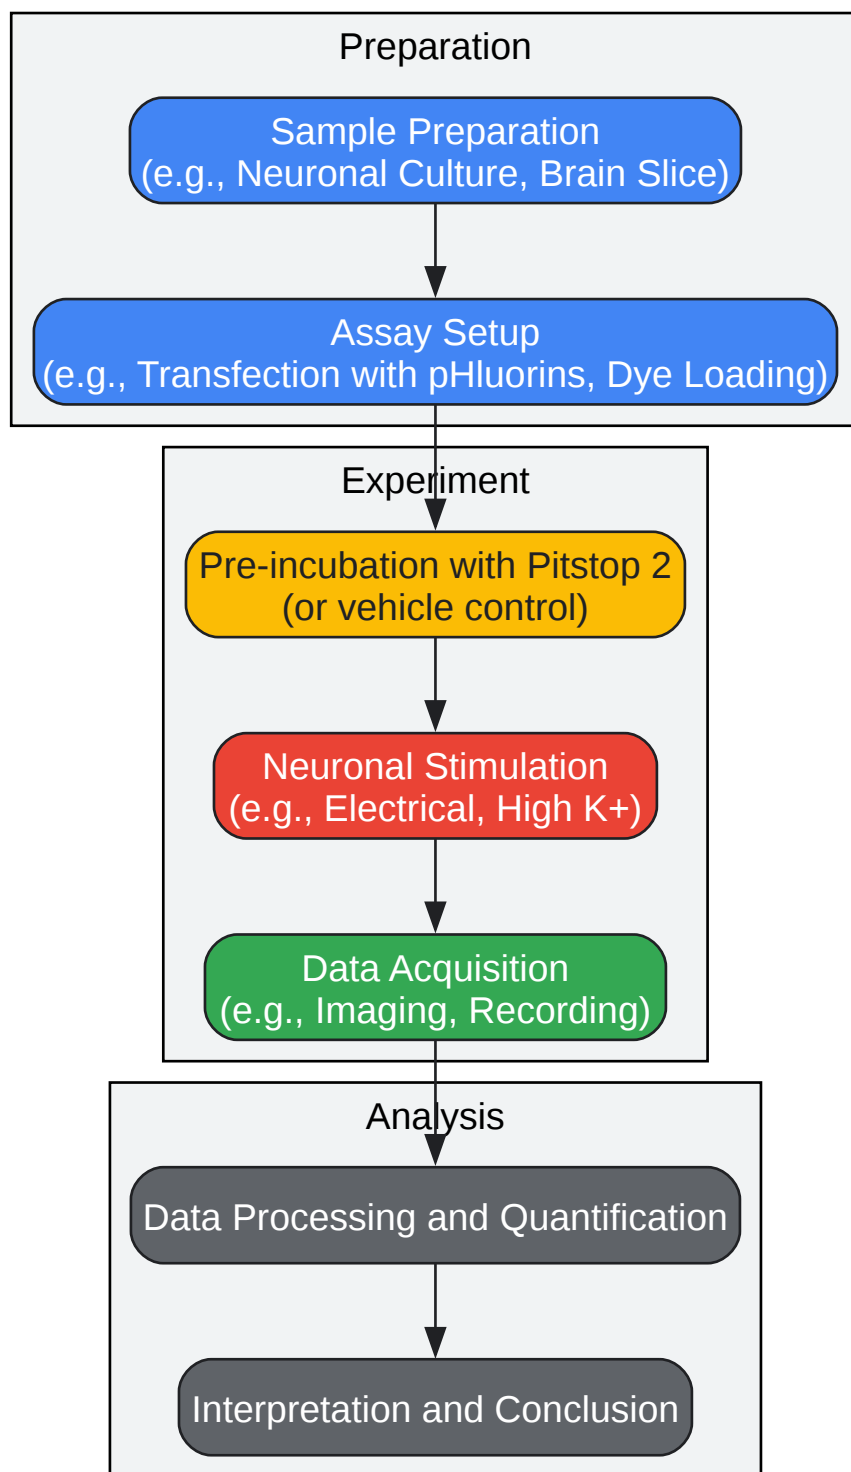 Preparation
Sample Preparation
(e.g., Neuronal Culture, Brain Slice)
Assay Setup
(e.g., Transfection with pHluorins, Dye Loading)
Experiment
Pre-incubation with Pitstop 2
(or vehicle control)
Neuronal Stimulation
(e.g., Electrical, High K+)
Data Acquisition
(e.g., Imaging, Recording)
Analysis
Data Processing and Quantification
Interpretation and Conclusion